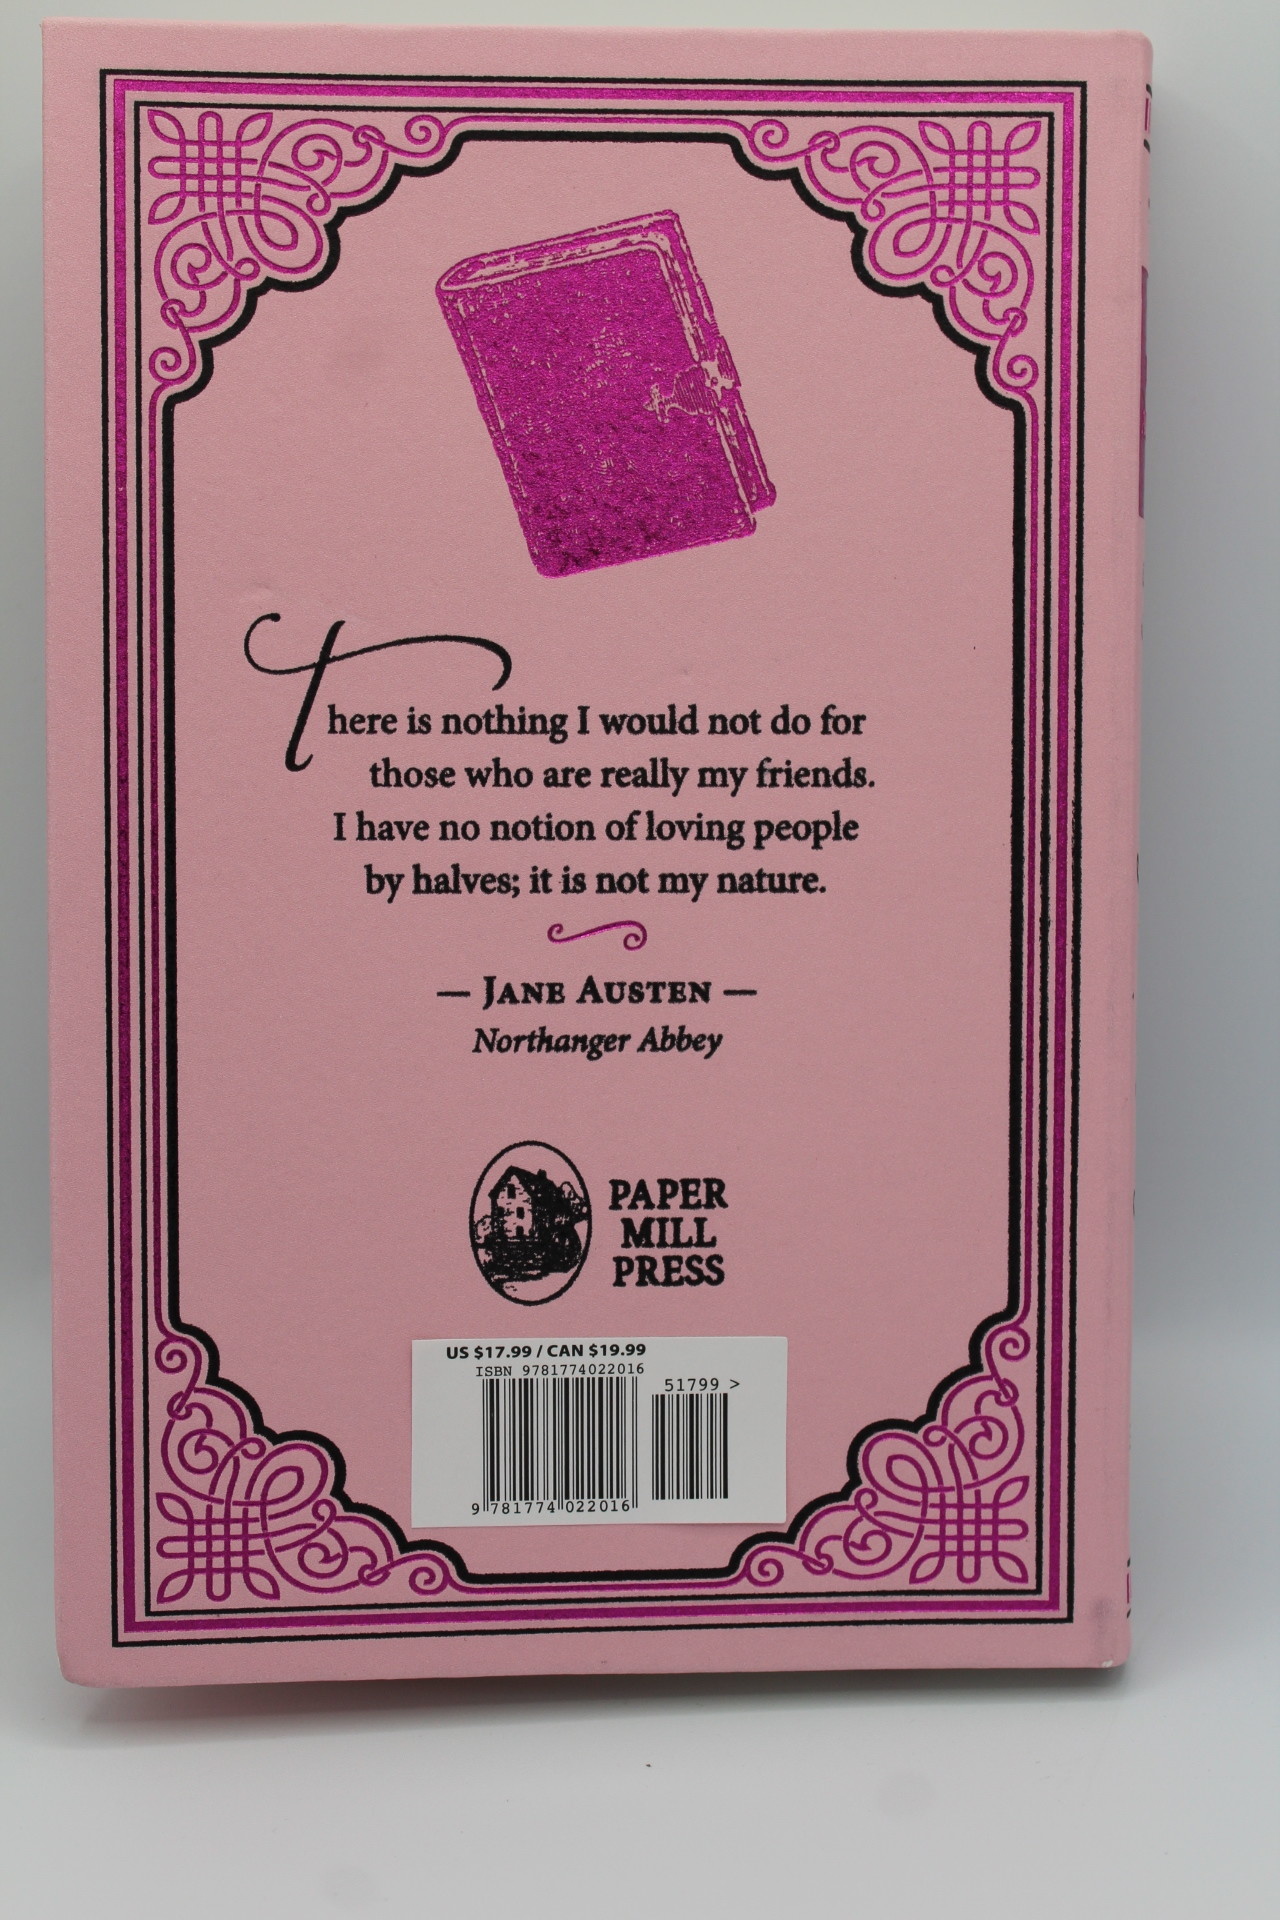 There is nothing I would not do for
those who are really my friends.
I have no notion of loving people
by halves; it is not my nature.
— JANE AUSTEN —
Northanger Abbey
PAPER
MILL
PRESS
US $17.99 / CAN $19.99
ISBN 9781774022016
51799 >
9 781774 022016